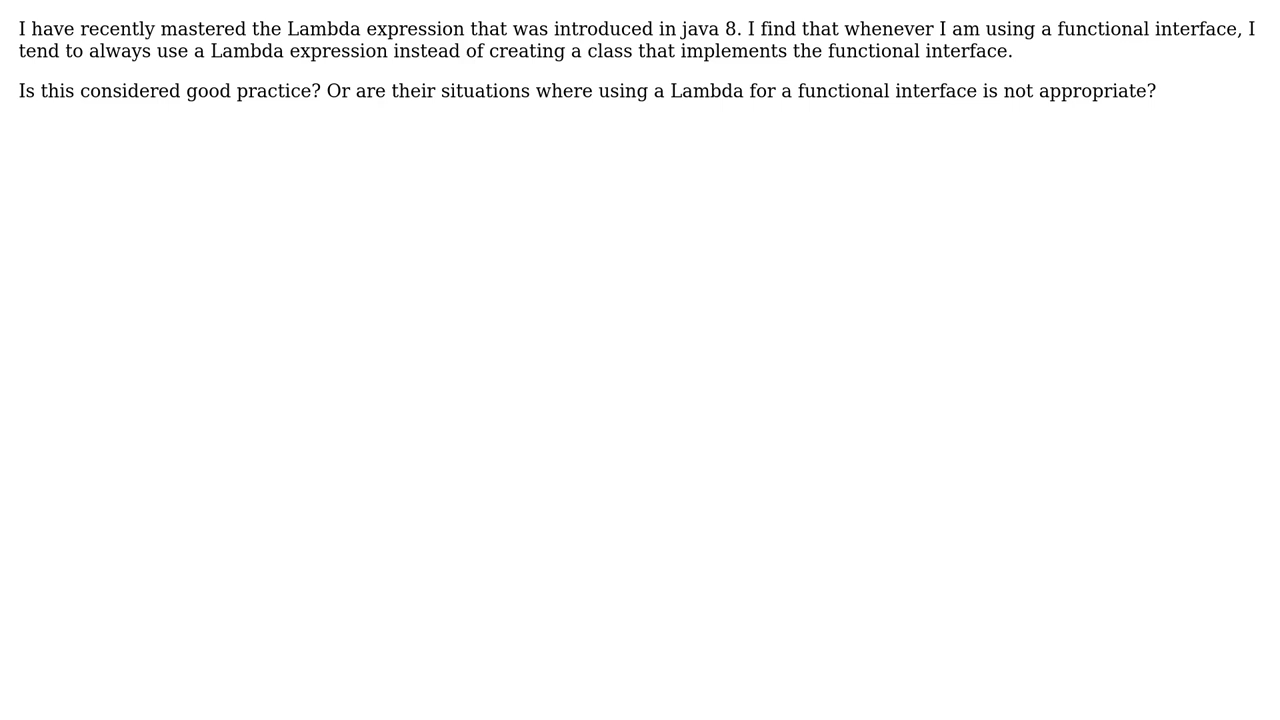 I have recently mastered the Lambda expression that was introduced in java 8. I find that whenever I am using a functional interface, I
tend to always use a Lambda expression instead of creating a class that implements the functional interface.
Is this considered good practice? Or are their situations where using a Lambda for a functional interface is not appropriate?